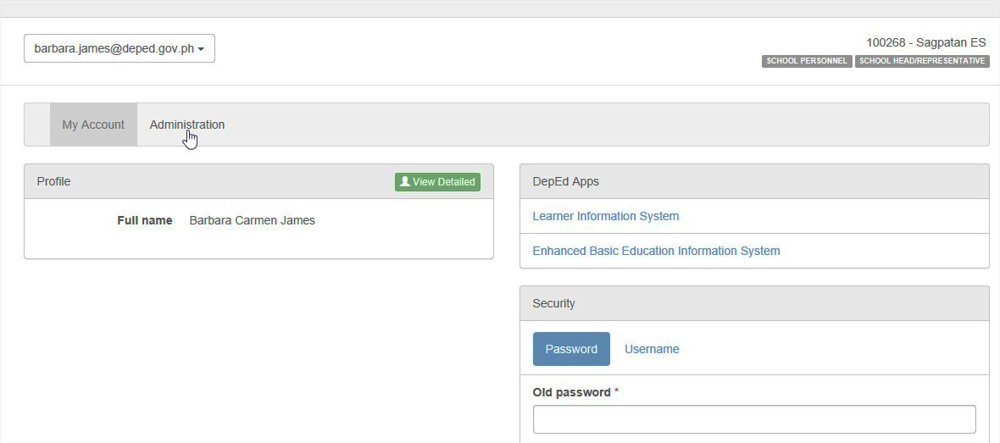 barbara.james@deped.gov.ph
100268 - Sagpatan ES
SCHOOL PERSONNEL SCHOOL HEAD/REPRESENTATIVE
My Account Administration
Profile View Detailed
Full name Barbara Carmen James
DepEd Apps
Learner Information System
Enhanced Basic Education Information System
Security
Password Username
Old password *